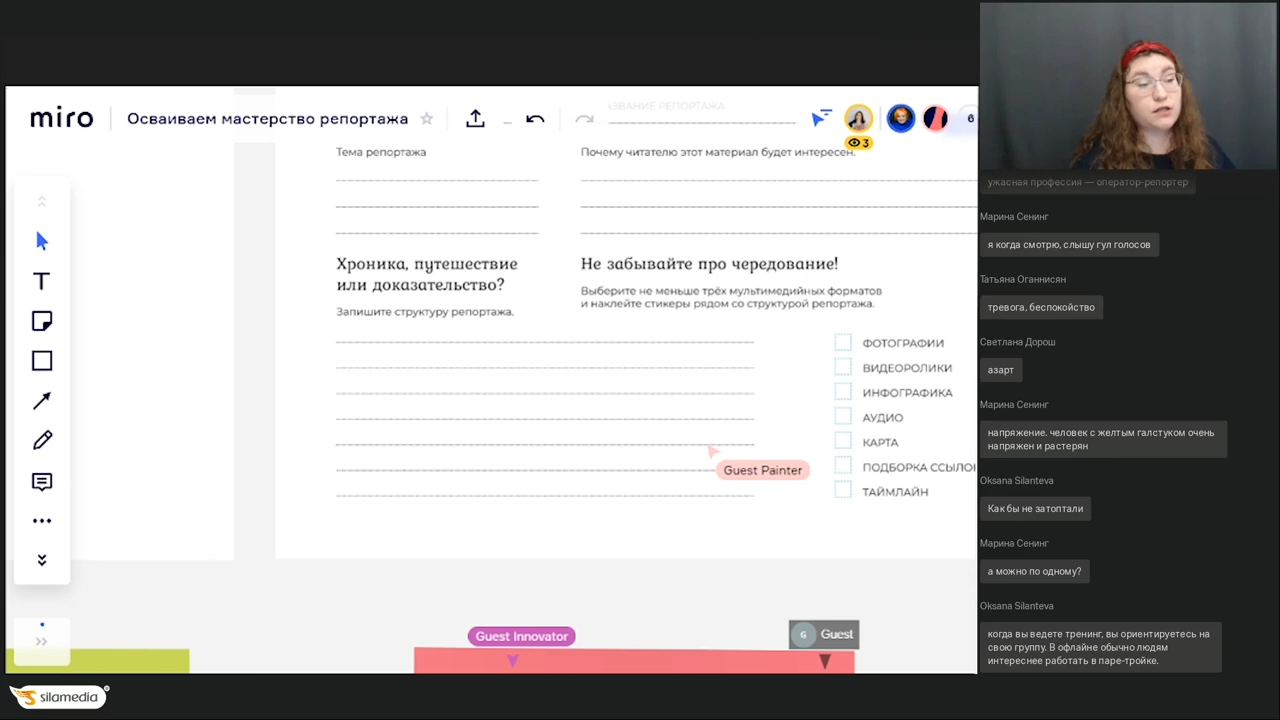 miro
Осваиваем мастерство репортажа
ЗВАНИЕ РЕПОРТАЖА
3
6
Тема репортажа
Почему читателю этот материал будет интересен.
Хроника, путешествие
или доказательство?
Запишите структуру репортажа.
Не забывайте про чередование!
Выберите не меньше трёх мультимедийных форматов
и наклейте стикеры рядом со структурой репортажа.
ФОТОГРАФИИ
ВИДЕОРОЛИКИ
ИНФОГРАФИКА
АУДИО
КАРТА
ПОДБОРКА ССЫЛО
ТАЙМЛАЙН
T
Guest Painter
Guest Innovator
G Guest
silamedia
ужасная профессия — оператор-репортер
Марина Сенинг
я когда смотрю, слышу гул голосов
Татьяна Оганнисян
тревога, беспокойство
Светлана Дорош
азарт
Марина Сенинг
напряжение. человек с желтым галстуком очень
напряжен и растерян
Oksana Silanteva
Как бы не затоптали
Марина Сенинг
а можно по одному?
Oksana Silanteva
когда вы ведете тренинг, вы ориентируетесь на
свою группу. В офлайне обычно людям
интереснее работать в паре-тройке.